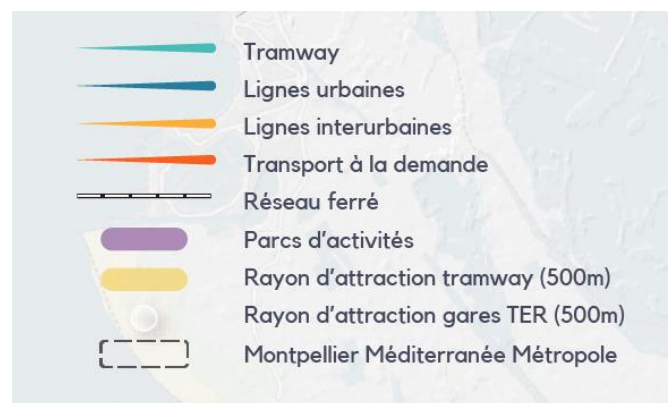 Tramway
Lignes urbaines
Lignes interurbaines
Transport à la demande
Réseau ferré
Parcs d'activités
Rayon d'attraction tramway (500m)
Rayon d'attraction gares TER (500m)
Montpellier Méditerranée Métropole